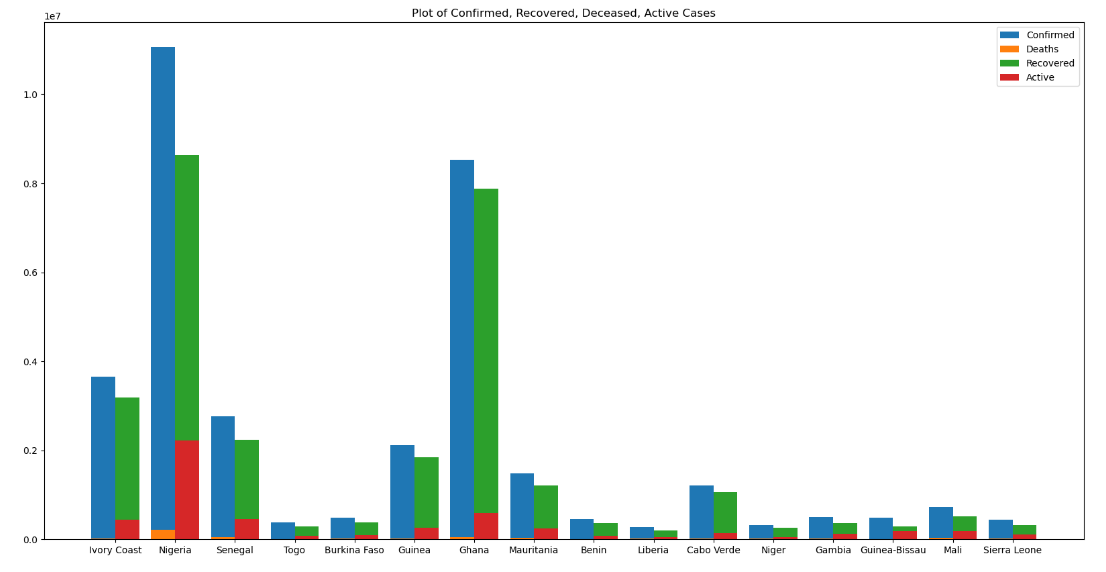 Plot of Confirmed, Recovered, Deceased, Active Cases
1e7
Confirmed
Deaths
Recovered
Active
1.0
0.8
0.6
0.4
0.2
0.0
Ivory Coast Nigeria Senegal Togo Burkina Faso Guinea Ghana Mauritania Benin Liberia Cabo Verde Niger Gambia Guinea-Bissau Mali Sierra Leone